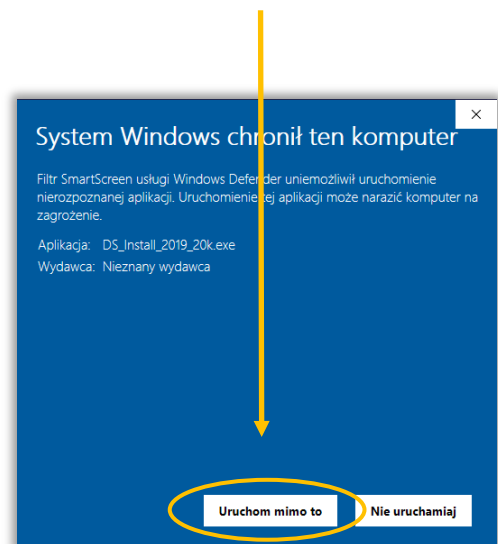 System Windows chronił ten komputer
Filtr SmartScreen usługi Windows Defender uniemożliwił uruchomienie
nierozpoznanej aplikacji. Uruchomienie tej aplikacji może narazić komputer na
zagrożenie.
Aplikacja: DS_Install_2019_20k.exe
Wydawca: Nieznany wydawca
Uruchom mimo to Nie uruchamiaj